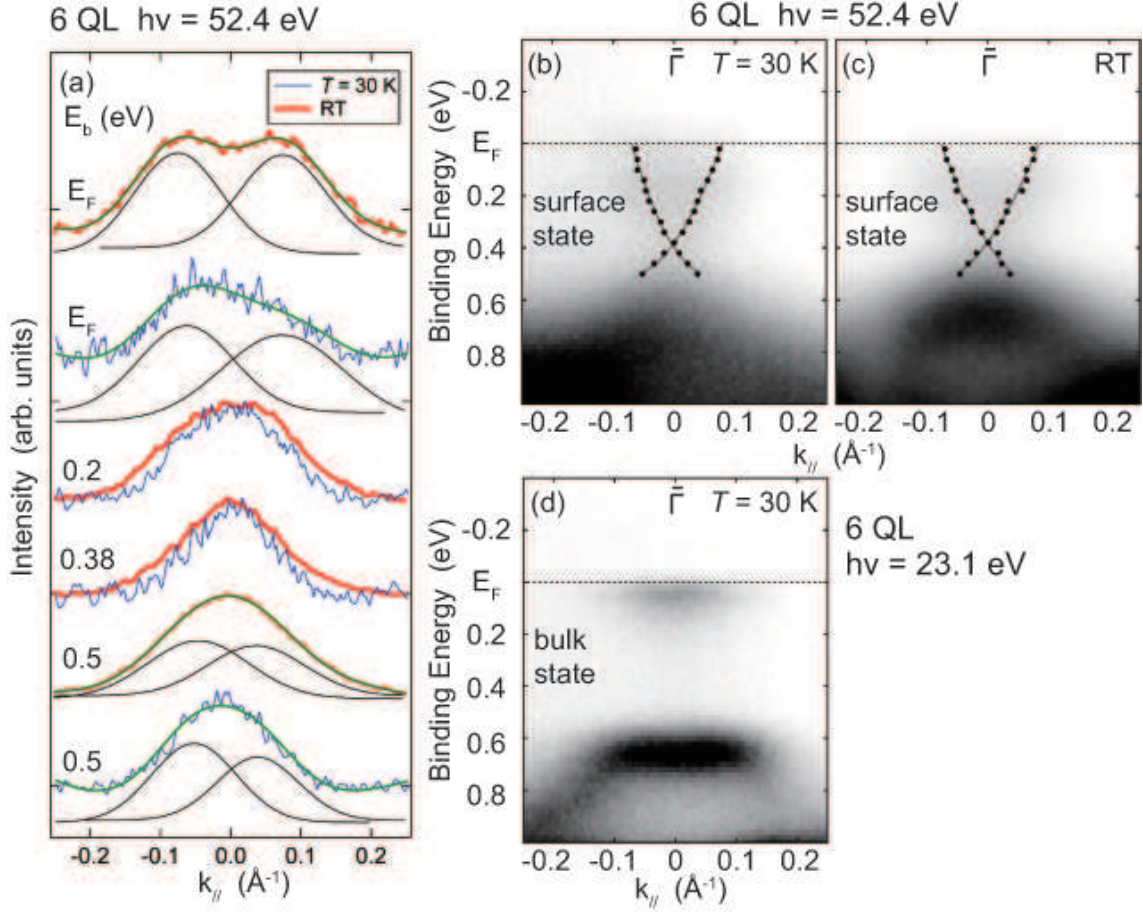 6 QL hν = 52.4 eV
(a)
T = 30 K
RT
E_b (eV)
E_F
E_F
0.2
0.38
0.5
0.5
Intensity (arb. units)
-0.2 -0.1 0.0 0.1 0.2
k_// (Å⁻¹)
6 QL hν = 52.4 eV
(b) Γ̄ T = 30 K
(c) Γ̄ RT
Binding Energy (eV)
-0.2
E_F
0.2
0.4
0.6
0.8
surface
state
surface
state
-0.2 -0.1 0 0.1 -0.2 -0.1 0 0.1 0.2
k_// (Å⁻¹)
(d) Γ̄ T = 30 K
6 QL
hν = 23.1 eV
Binding Energy (eV)
-0.2
E_F
0.2
0.4
0.6
0.8
bulk
state
-0.2 -0.1 0 0.1 0.2
k_// (Å⁻¹)